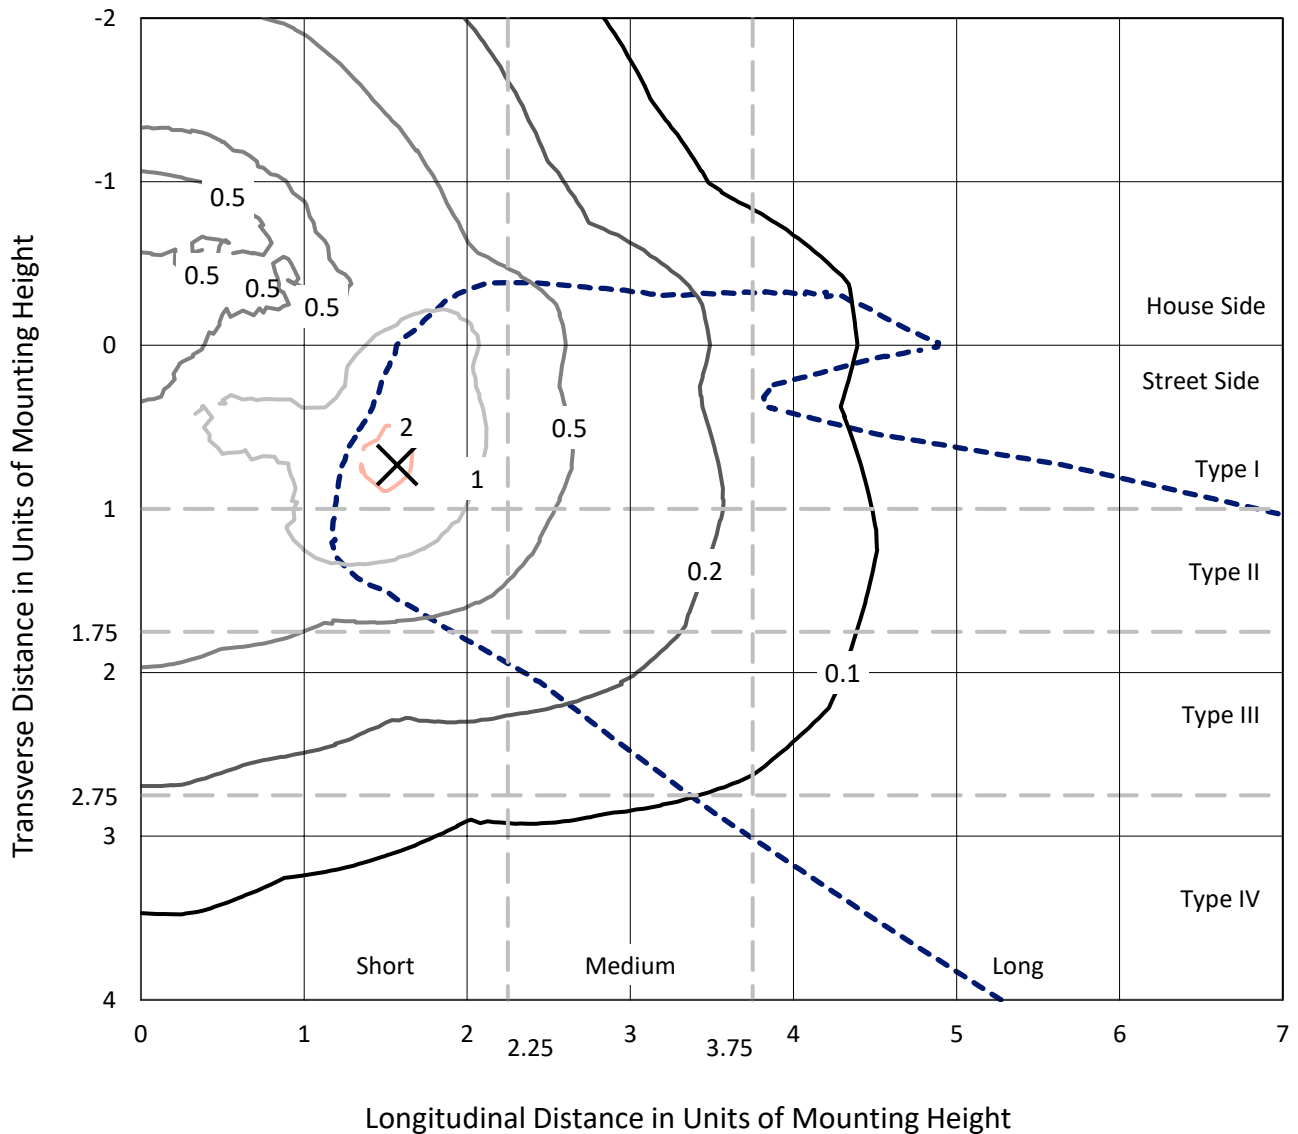 -2
-1
0
1
1.75
2
2.75
3
4
Transverse Distance in Units of Mounting Height
0.5
0.5
0.5
0.5
2
1
0.5
0.2
0.1
House Side
Street Side
Type I
Type II
Type III
Type IV
Short
Medium
Long
0
1
2
2.25
3
3.75
4
5
6
7
Longitudinal Distance in Units of Mounting Height